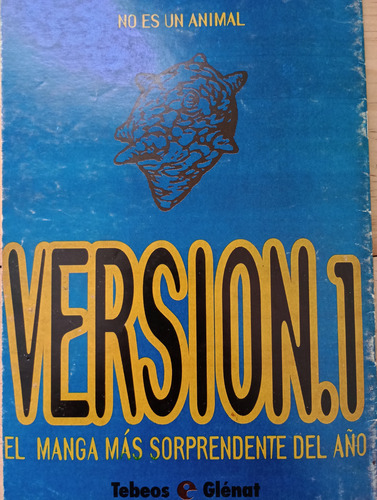 NO ES UN ANIMAL
VERSION.1
EL MANGA MÁS SORPRENDENTE DEL AÑO
Tebeos Glénat